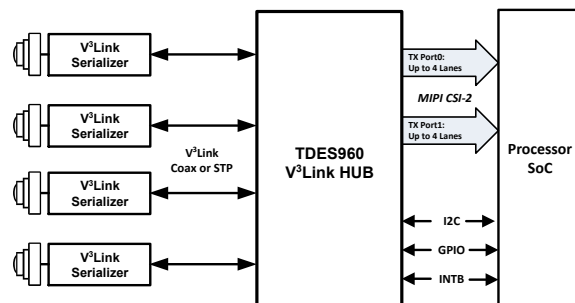 V³Link
Serializer
V³Link
Serializer
V³Link
Serializer
V³Link
Serializer
V³Link
Coax or STP
TDES960
V³Link HUB
TX Port0:
Up to 4 Lanes
MIPI CSI-2
TX Port1:
Up to 4 Lanes
I2C
GPIO
INTB
Processor
SoC